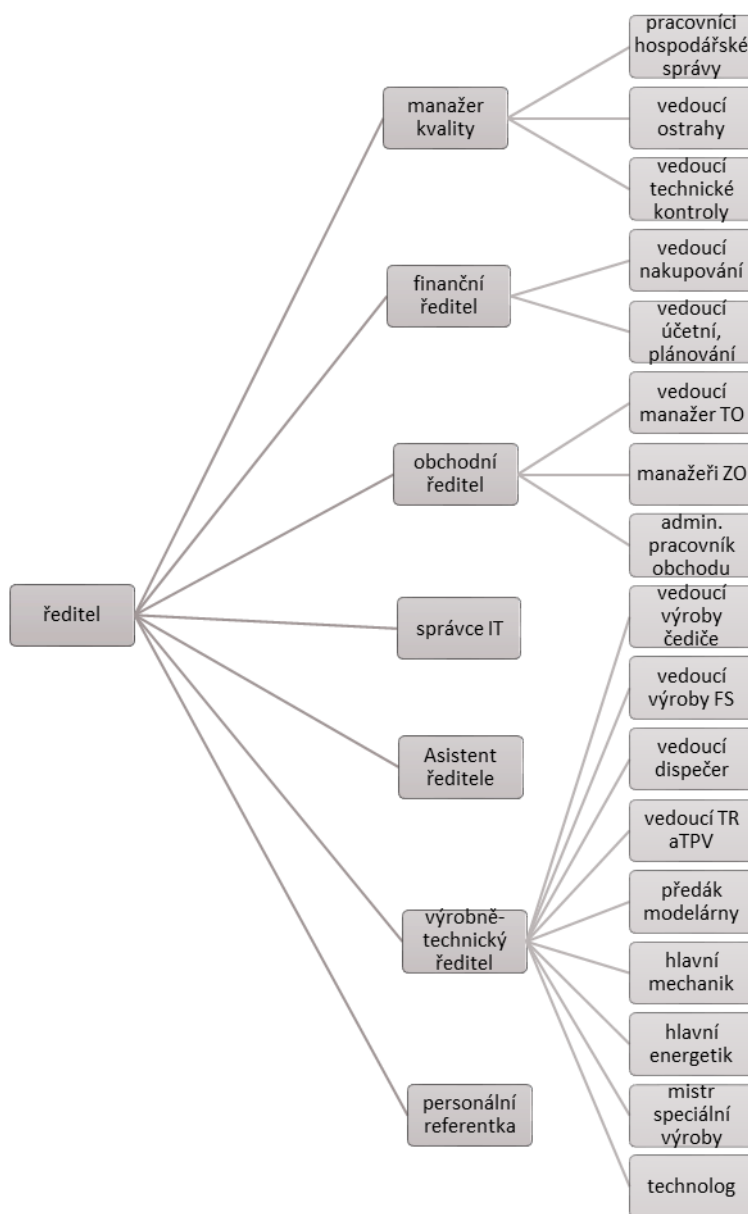 pracovníci
hospodářské
správy
manažer
kvality
vedoucí
ostrahy
vedoucí
technické
kontroly
finanční
ředitel
vedoucí
nakupování
vedoucí
účetní,
plánování
obchodní
ředitel
vedoucí
manažer TO
manažeři ZO
admin.
pracovník
obchodu
ředitel
správce IT
Asistent
ředitele
výrobně-
technický
ředitel
vedoucí
výroby
čediče
vedoucí
výroby FS
vedoucí
dispečer
vedoucí TR
aTPV
předák
modelárny
hlavní
mechanik
hlavní
energetik
mistr
speciální
výroby
technolog
personální
referentka